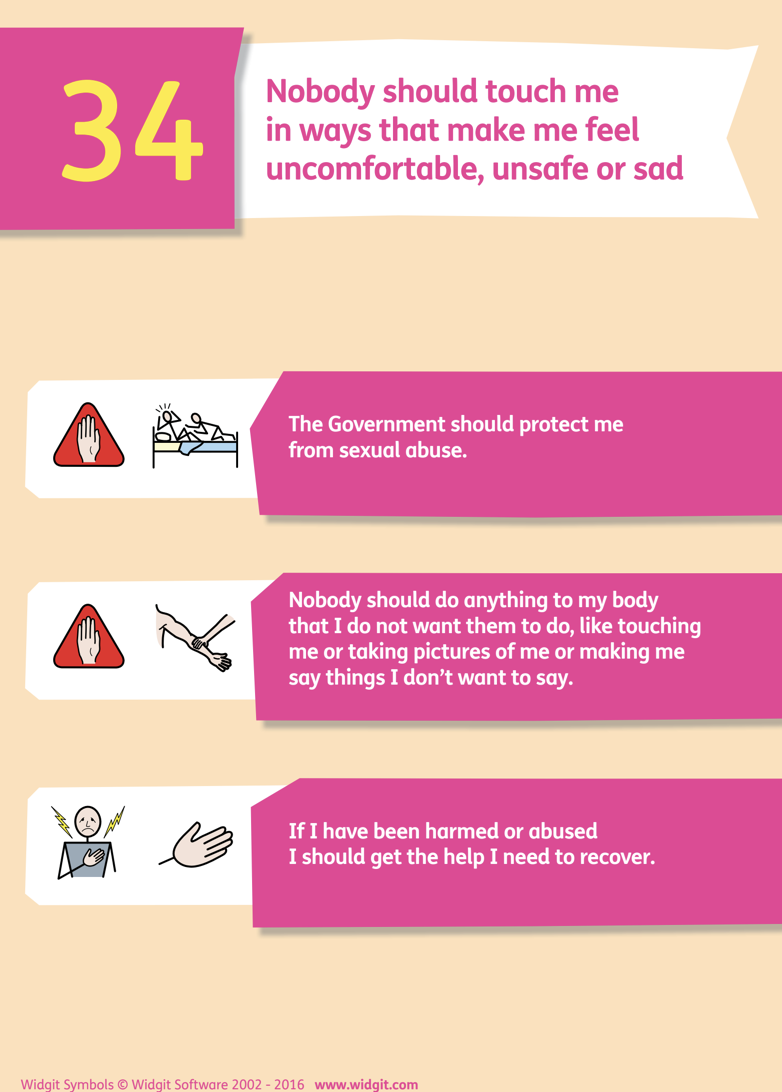 34
Nobody should touch me
in ways that make me feel
uncomfortable, unsafe or sad
The Government should protect me
from sexual abuse.
Nobody should do anything to my body
that I do not want them to do, like touching
me or taking pictures of me or making me
say things I don’t want to say.
If I have been harmed or abused
I should get the help I need to recover.
Widgit Symbols © Widgit Software 2002 - 2016 www.widgit.com